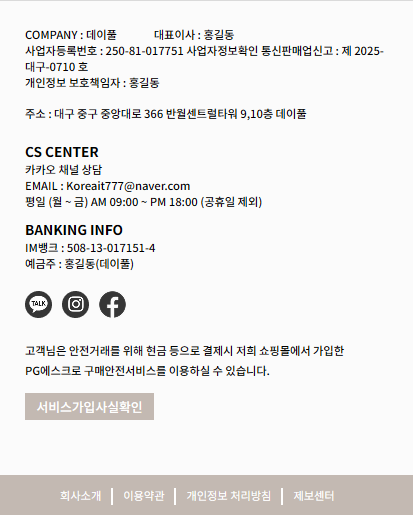 COMPANY : 데이풀 대표이사 : 홍길동
사업자등록번호 : 250-81-017751 사업자정보확인 통신판매업신고 : 제 2025-
대구-0710 호
개인정보 보호책임자 : 홍길동
주소 : 대구 중구 중앙대로 366 반월센트럴타워 9,10층 데이풀
CS CENTER
카카오 채널 상담
EMAIL : Koreait777@naver.com
평일 (월 ~ 금) AM 09:00 ~ PM 18:00 (공휴일 제외)
BANKING INFO
IM뱅크 : 508-13-017151-4
예금주 : 홍길동(데이풀)
TALK
고객님은 안전거래를 위해 현금 등으로 결제시 저희 쇼핑몰에서 가입한
PG에스크로 구매안전서비스를 이용하실 수 있습니다.
서비스가입사실확인
회사소개 이용약관 개인정보 처리방침 제보센터